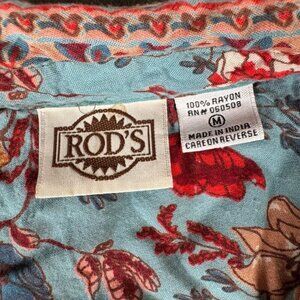 ROD'S
100% RAYON
RN# 060508
M
MADE IN INDIA
CARE ON REVERSE